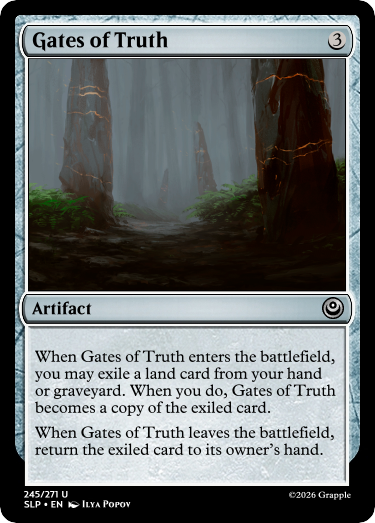 Gates of Truth
3
Artifact
When Gates of Truth enters the battlefield,
you may exile a land card from your hand
or graveyard. When you do, Gates of Truth
becomes a copy of the exiled card.
When Gates of Truth leaves the battlefield,
return the exiled card to its owner's hand.
245/271 U
SLP • EN Ilya Popov
©2026 Grapple